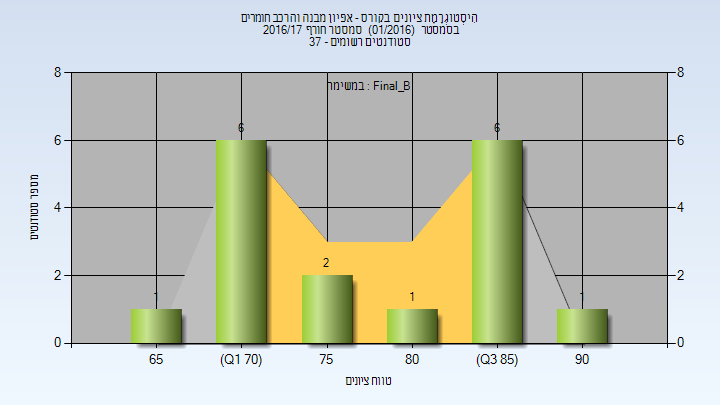 היסטוגרמת ציונים בקורס - אפיון מבנה והרכב חומרים
בסמסטר (01/2016) סמסטר חורף 2016/17
סטודנטים רשומים - 37
במשימה : Final_B
8
6
4
2
0
8
6
4
2
0
מספר סטודנטים
1
6
2
1
6
1
65
(Q1 70)
75
80
(Q3 85)
90
טווח ציונים